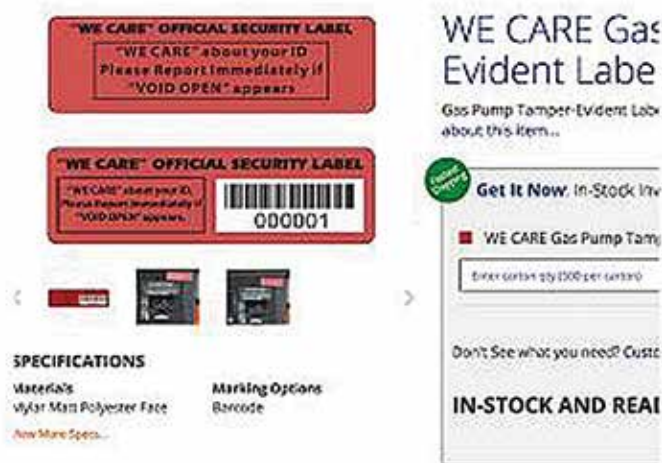 "WE CARE" OFFICIAL SECURITY LABEL
"WE CARE" about your ID
Please Report Immediately if
"VOID OPEN" appears
"WE CARE" OFFICIAL SECURITY LABEL
"WE CARE" about your ID.
Please Report Immediately if
"VOID OPEN" appears.
000001
SPECIFICATIONS
Materials
Mylar Matt Polyester Face
View More Specs...
Marking Options
Barcode
WE CARE Gas
Evident Labe
Gas Pump Tamper-Evident Labe
about this item...
Fastest
Shipping
Get It Now. In-Stock Inv
WE CARE Gas Pump Tamp
Enter carton qty (500 per carton)
Don't See what you need? Custo
IN-STOCK AND REA